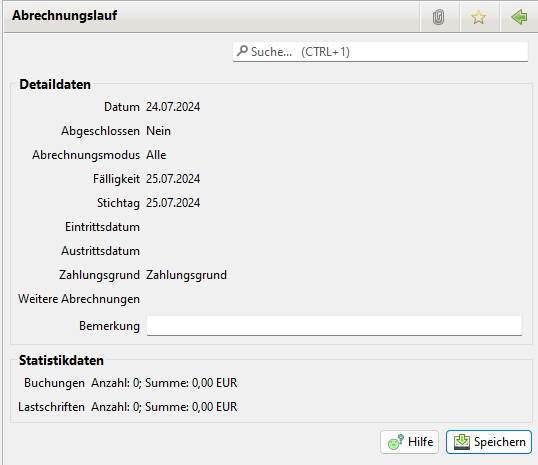 Abrechnungslauf
Suche... (CTRL+1)
Detaildaten
Datum 24.07.2024
Abgeschlossen Nein
Abrechnungsmodus Alle
Fälligkeit 25.07.2024
Stichtag 25.07.2024
Eintrittsdatum
Austrittsdatum
Zahlungsgrund Zahlungsgrund
Weitere Abrechnungen
Bemerkung
Statistikdaten
Buchungen Anzahl: 0; Summe: 0,00 EUR
Lastschriften Anzahl: 0; Summe: 0,00 EUR
Hilfe Speichern